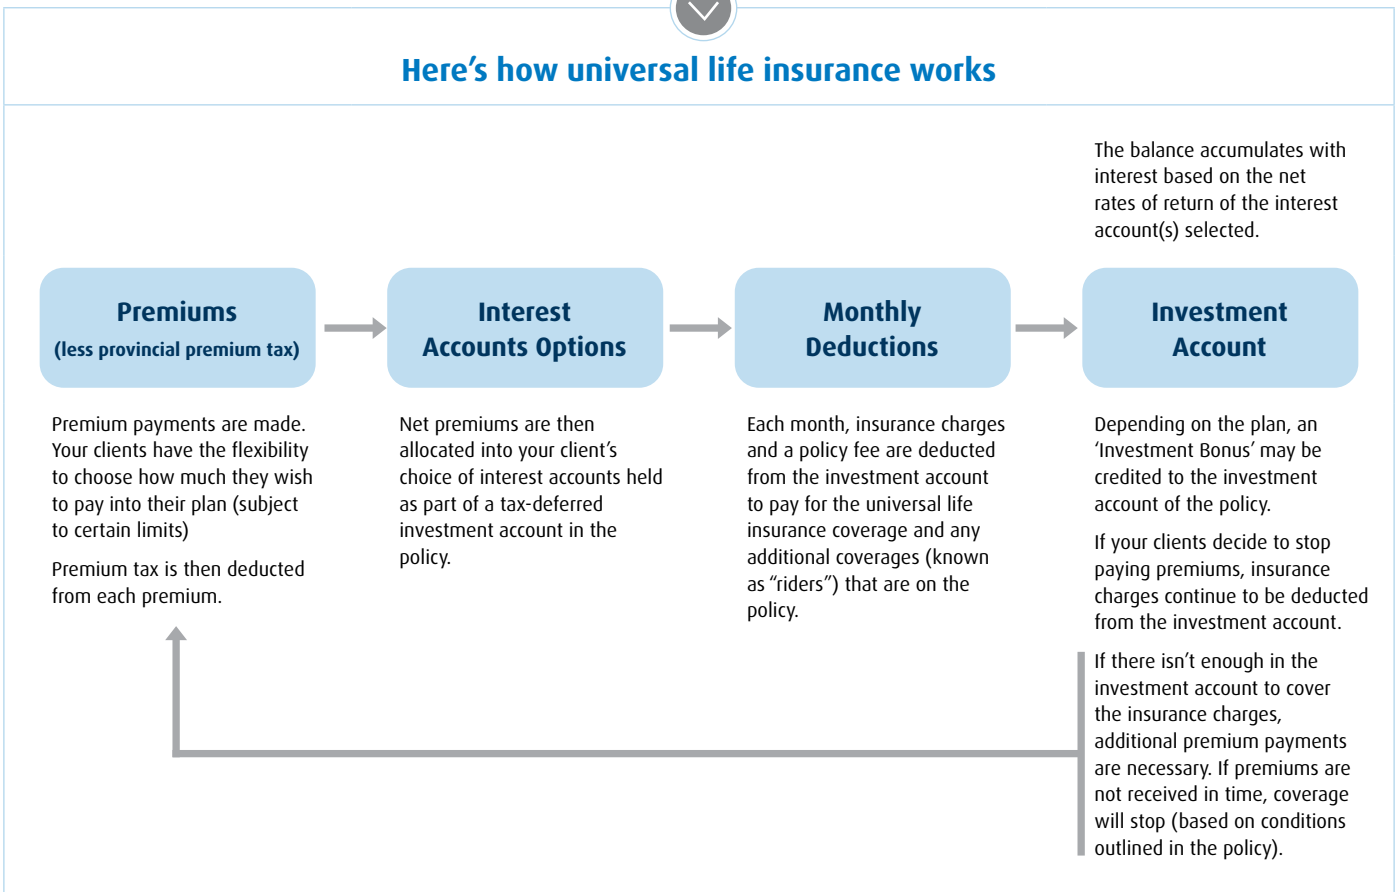 Here’s how universal life insurance works
Premiums
(less provincial premium tax)
Premium payments are made.
Your clients have the flexibility
to choose how much they wish
to pay into their plan (subject
to certain limits)
Premium tax is then deducted
from each premium.
Interest
Accounts Options
Net premiums are then
allocated into your client’s
choice of interest accounts held
as part of a tax-deferred
investment account in the
policy.
Monthly
Deductions
Each month, insurance charges
and a policy fee are deducted
from the investment account
to pay for the universal life
insurance coverage and any
additional coverages (known
as “riders”) that are on the
policy.
The balance accumulates with
interest based on the net
rates of return of the interest
account(s) selected.
Investment
Account
Depending on the plan, an
‘Investment Bonus’ may be
credited to the investment
account of the policy.
If your clients decide to stop
paying premiums, insurance
charges continue to be deducted
from the investment account.
If there isn’t enough in the
investment account to cover
the insurance charges,
additional premium payments
are necessary. If premiums are
not received in time, coverage
will stop (based on conditions
outlined in the policy).